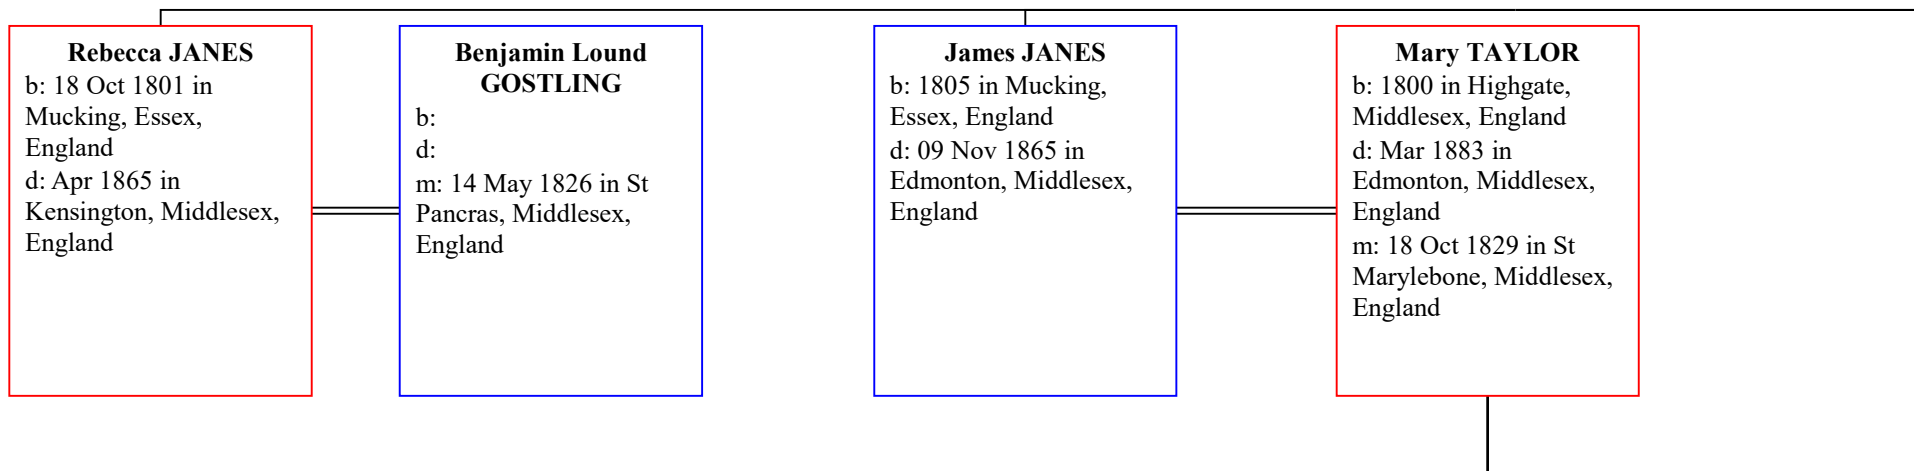 Rebecca JANES
b: 18 Oct 1801 in
Mucking, Essex,
England
d: Apr 1865 in
Kensington, Middlesex,
England
Benjamin Lound
GOSTLING
b:
d:
m: 14 May 1826 in St
Pancras, Middlesex,
England
James JANES
b: 1805 in Mucking,
Essex, England
d: 09 Nov 1865 in
Edmonton, Middlesex,
England
Mary TAYLOR
b: 1800 in Highgate,
Middlesex, England
d: Mar 1883 in
Edmonton, Middlesex,
England
m: 18 Oct 1829 in St
Marylebone, Middlesex,
England